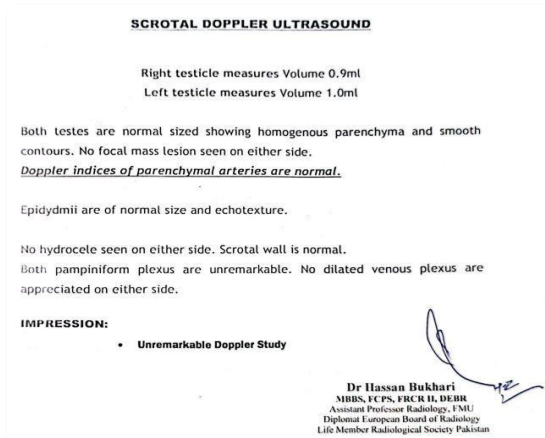 SCROTAL DOPPLER ULTRASOUND
Right testicle measures Volume 0.9ml
Left testicle measures Volume 1.0ml
Both testes are normal sized showing homogenous parenchyma and smooth
contours. No focal mass lesion seen on either side.
Doppler indices of parenchymal arteries are normal.
Epidydmii are of normal size and echotexture.
No hydrocele seen on either side. Scrotal wall is normal.
Both pampiniform plexus are unremarkable. No dilated venous plexus are
appreciated on either side.
IMPRESSION:
• Unremarkable Doppler Study
Dr Hassan Bukhari
MBBS, FCPS, FRCR II, DEBR
Assistant Professor Radiology, FMU
Diplomat European Board of Radiology
Life Member Radiological Society Pakistan